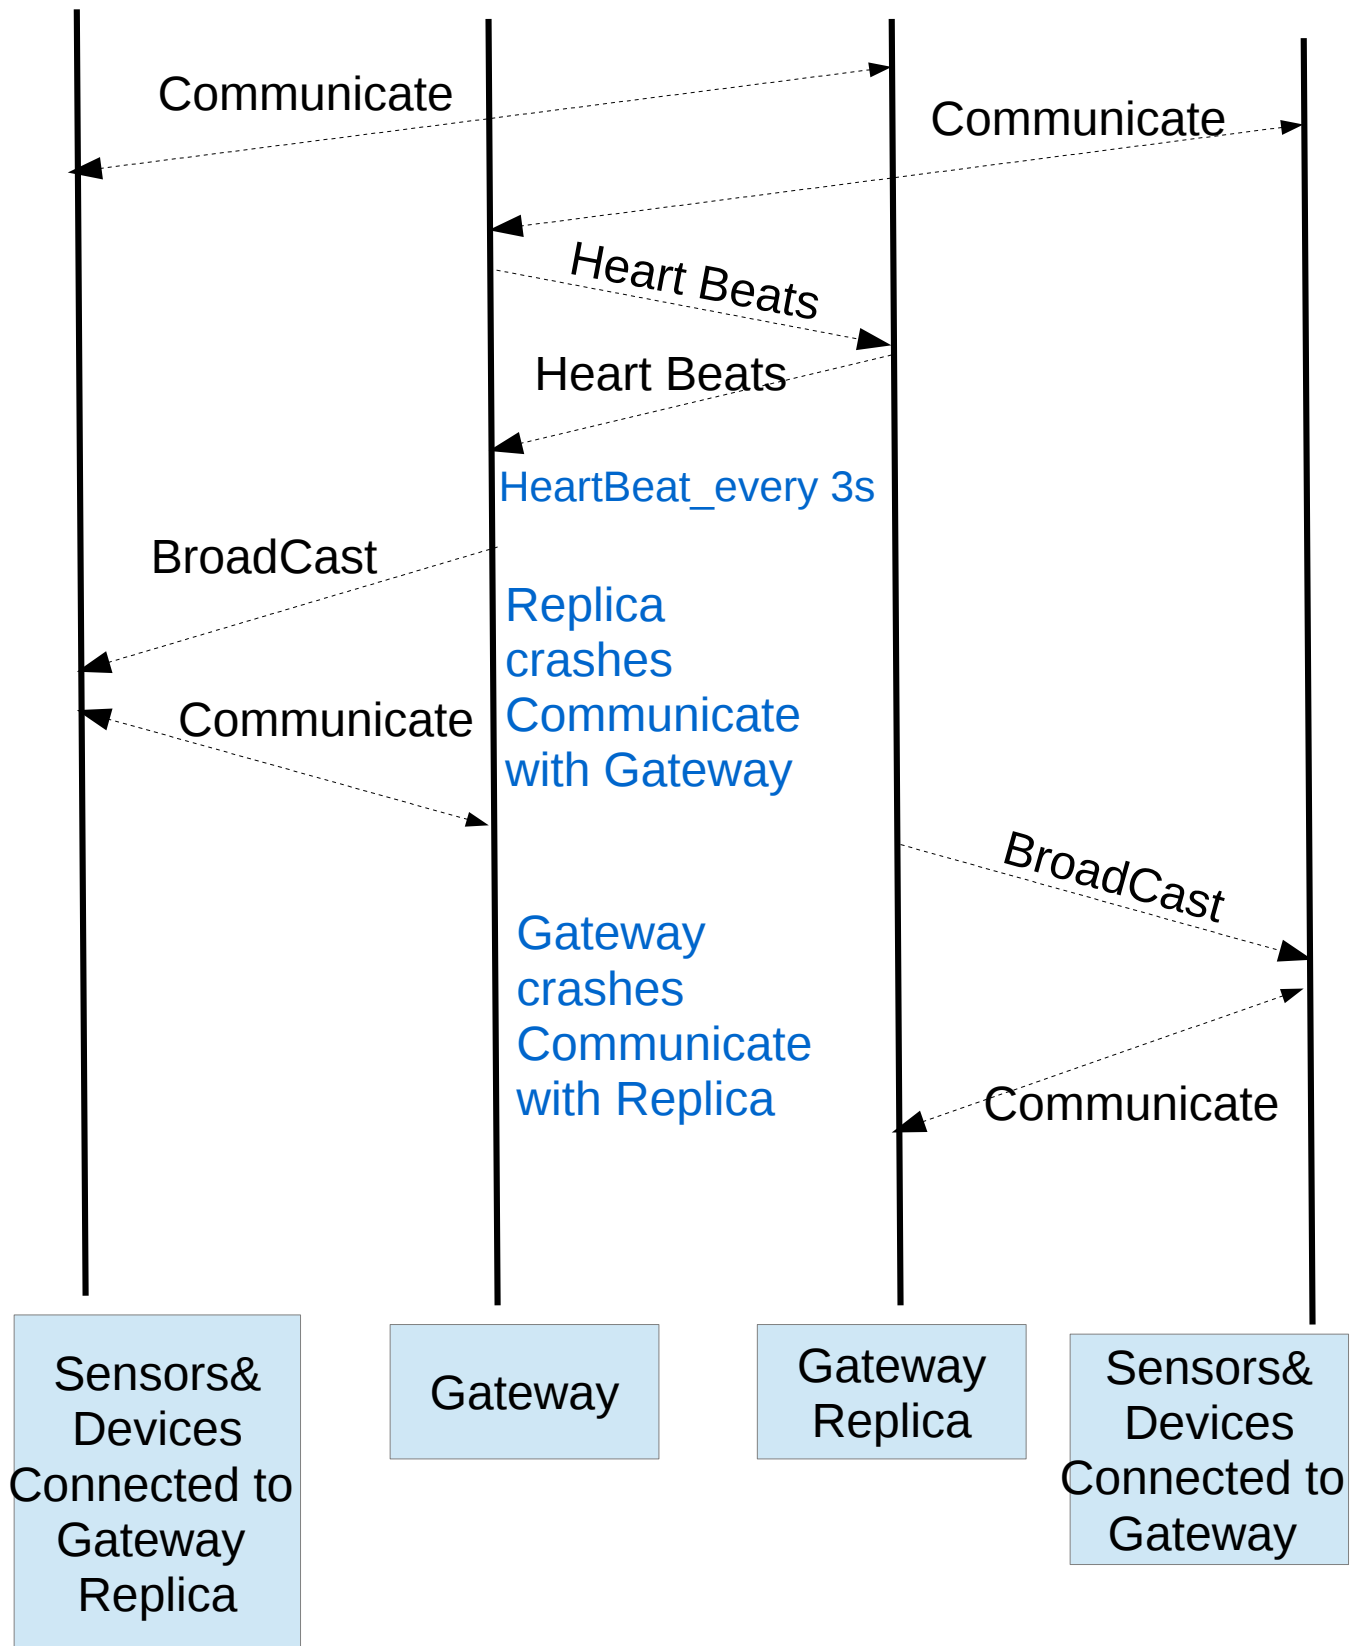 Communicate
Communicate
Heart Beats
Heart Beats
HeartBeat_every 3s
BroadCast
Replica
crashes
Communicate
with Gateway
Communicate
BroadCast
Gateway
crashes
Communicate
with Replica
Communicate
Sensors&
Devices
Connected to
Gateway
Replica
Gateway
Gateway
Replica
Sensors&
Devices
Connected to
Gateway